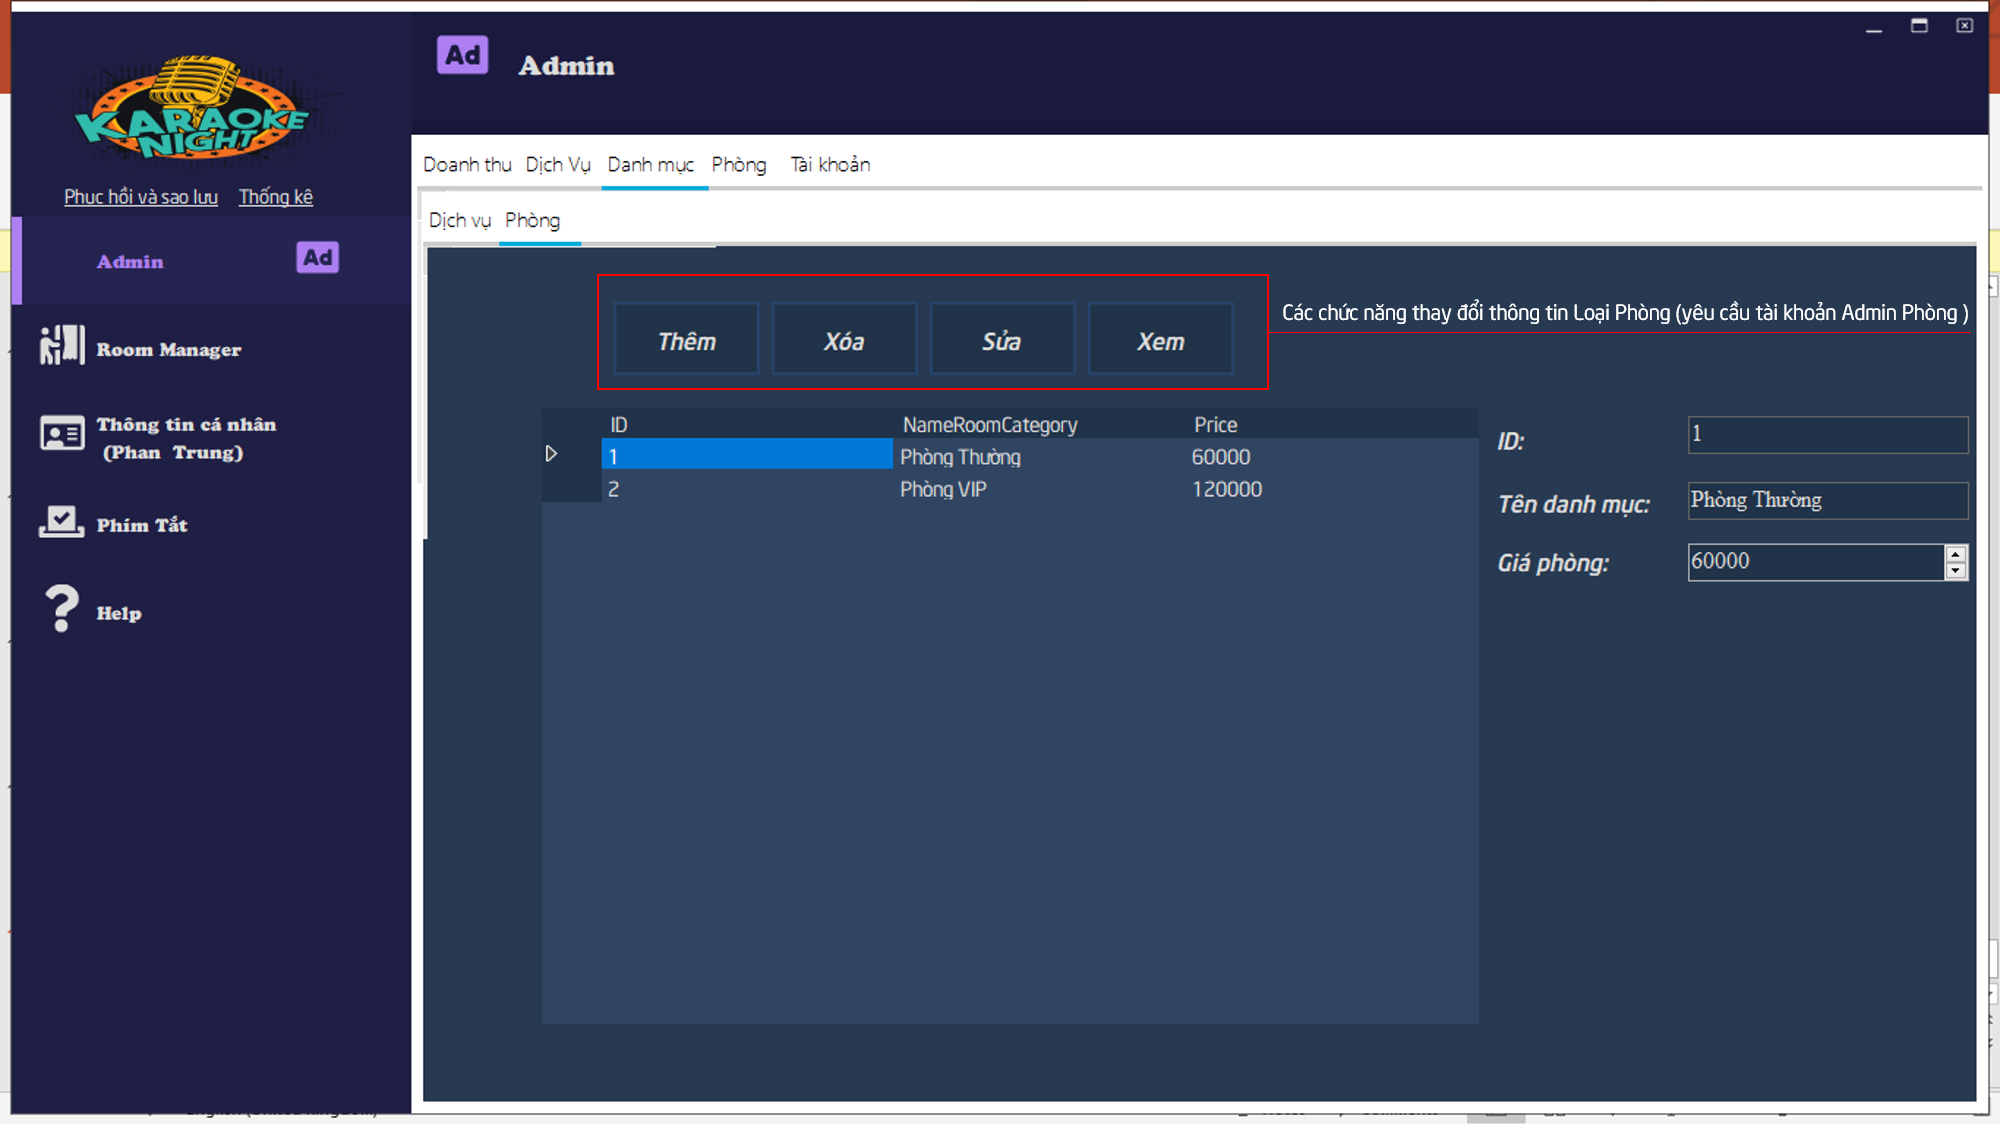 Ad Admin
KARAOKE
NIGHT
Phục hồi và sao lưu Thống kê
Admin Ad
Room Manager
Thông tin cá nhân
(Phan Trung)
Phím Tắt
Help
Doanh thu Dịch Vụ Danh mục Phòng Tài khoản
Dịch vụ Phòng
Thêm Xóa Sửa Xem
Các chức năng thay đổi thông tin Loại Phòng (yêu cầu tài khoản Admin Phòng )
ID NameRoomCategory Price
1 Phòng Thường 60000
2 Phòng VIP 120000
ID: 1
Tên danh mục: Phòng Thường
Giá phòng: 60000